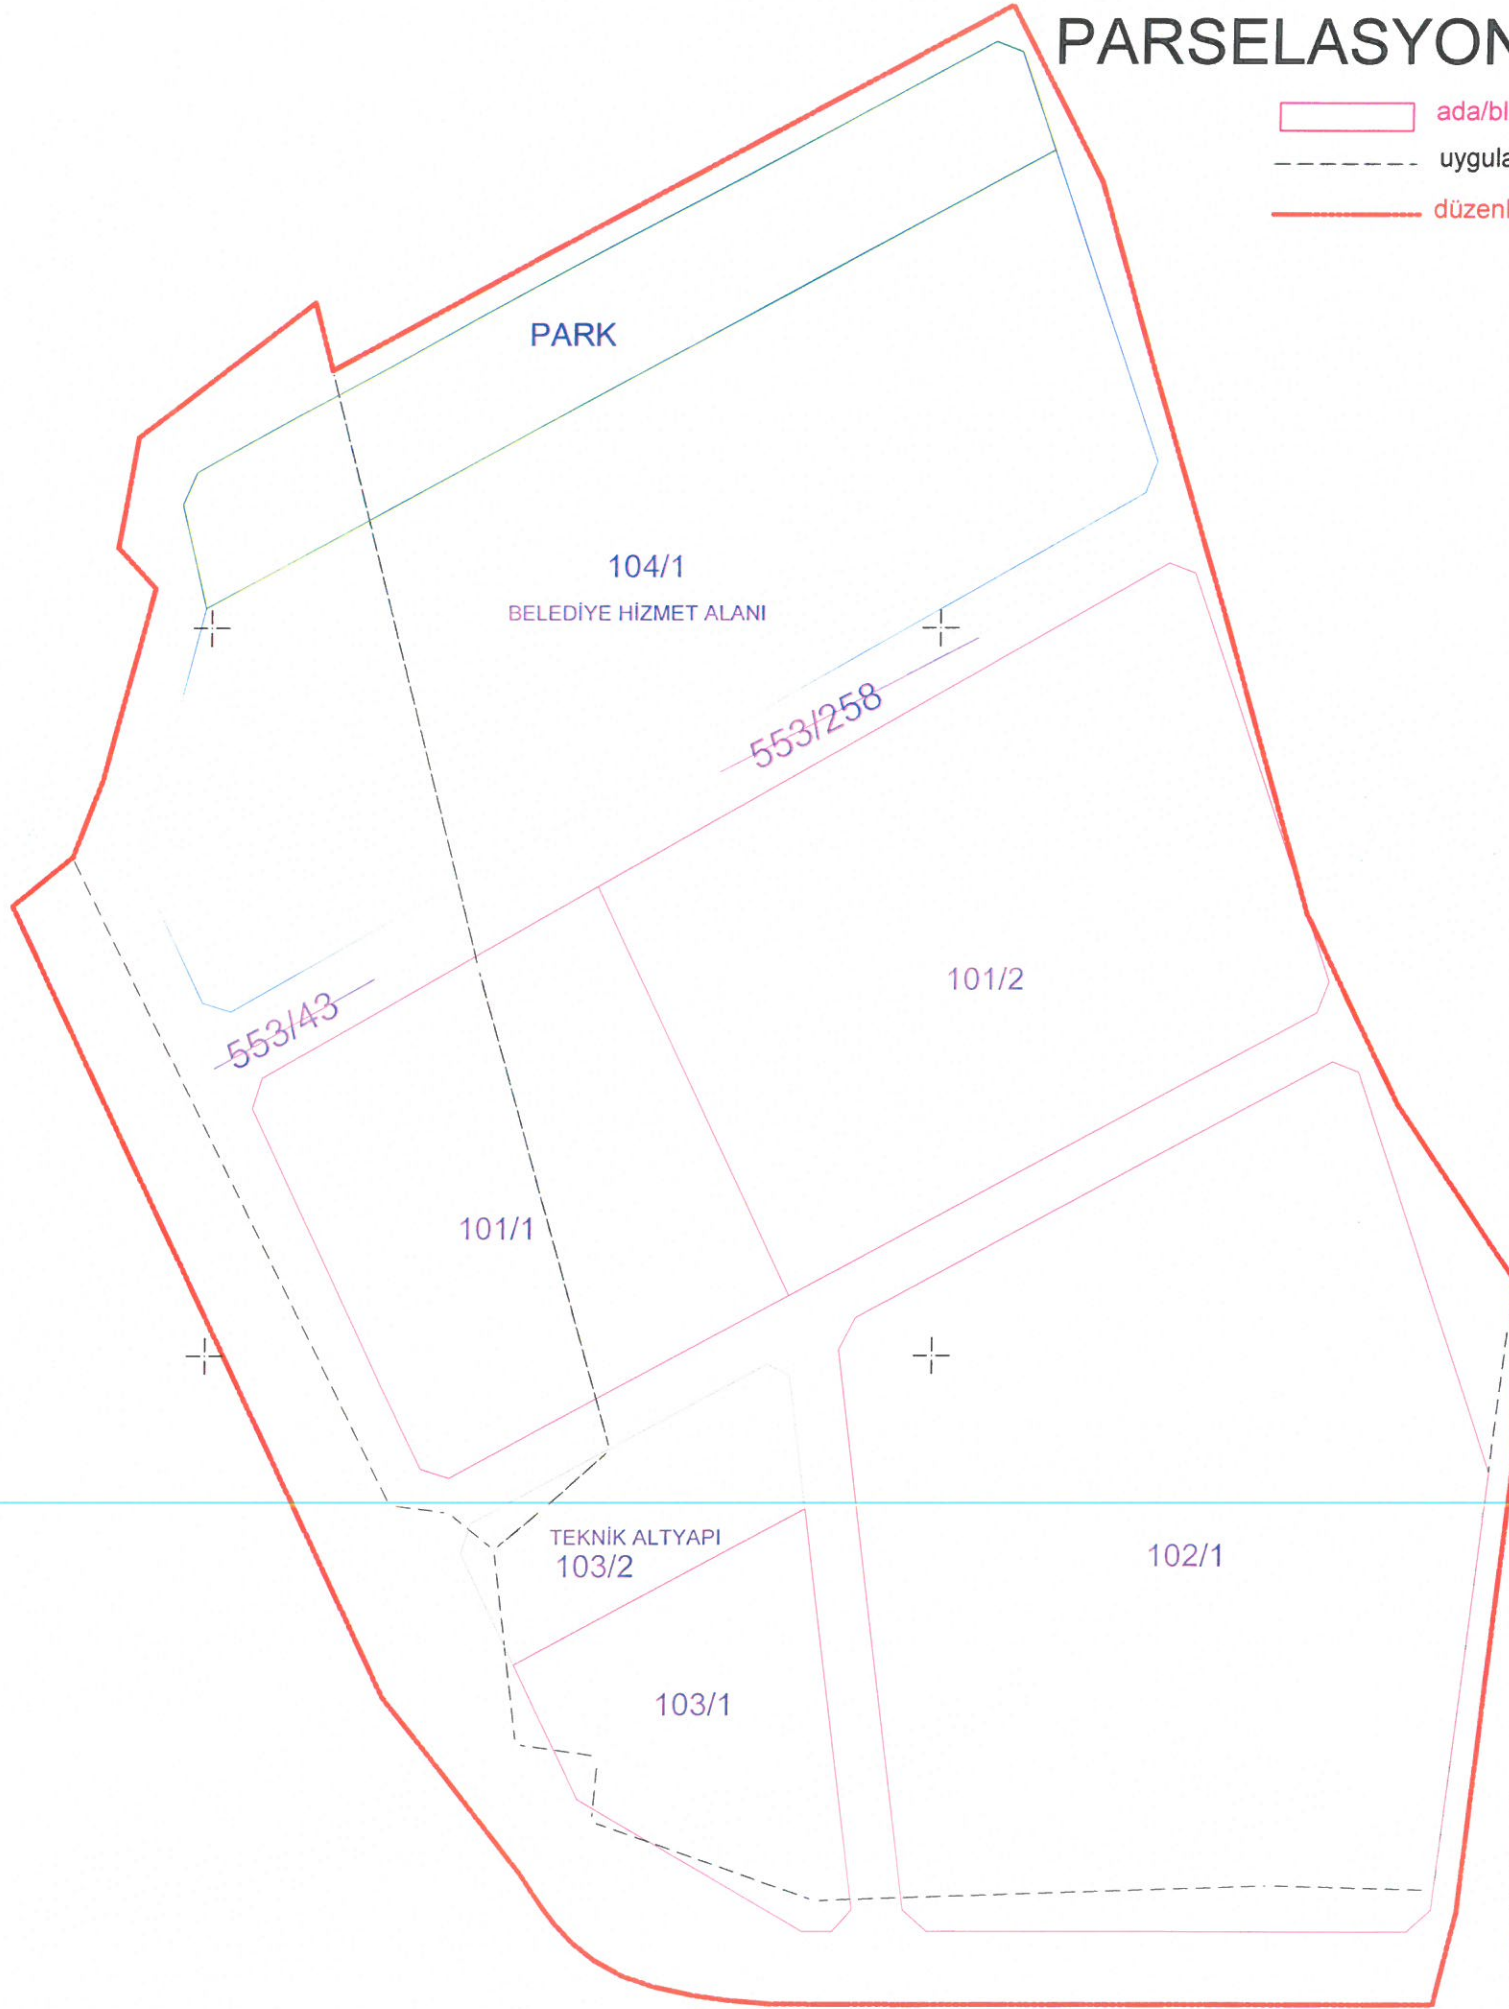 PARSELASYON
ada/bl
uygula
düzenl
PARK
104/1
BELEDİYE HİZMET ALANI
553/258
101/2
553/43
101/1
TEKNİK ALTYAPI
103/2
102/1
103/1